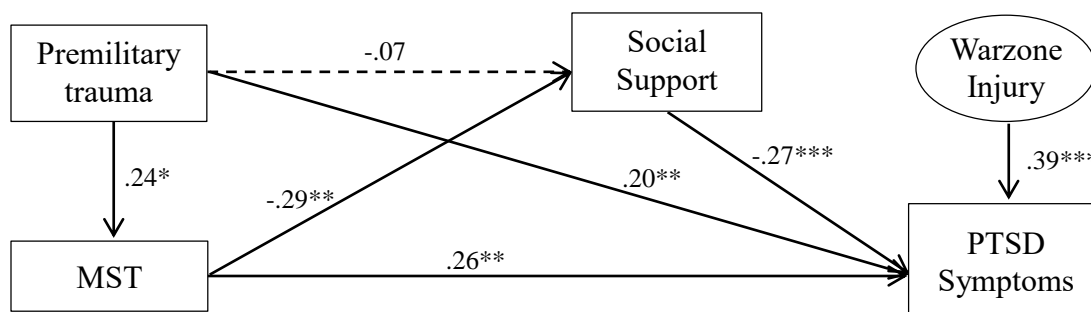 Premilitary
trauma
-.07
Social
Support
Warzone
Injury
.24*
-.29**
.20**
-.27***
.39***
MST
.26**
PTSD
Symptoms